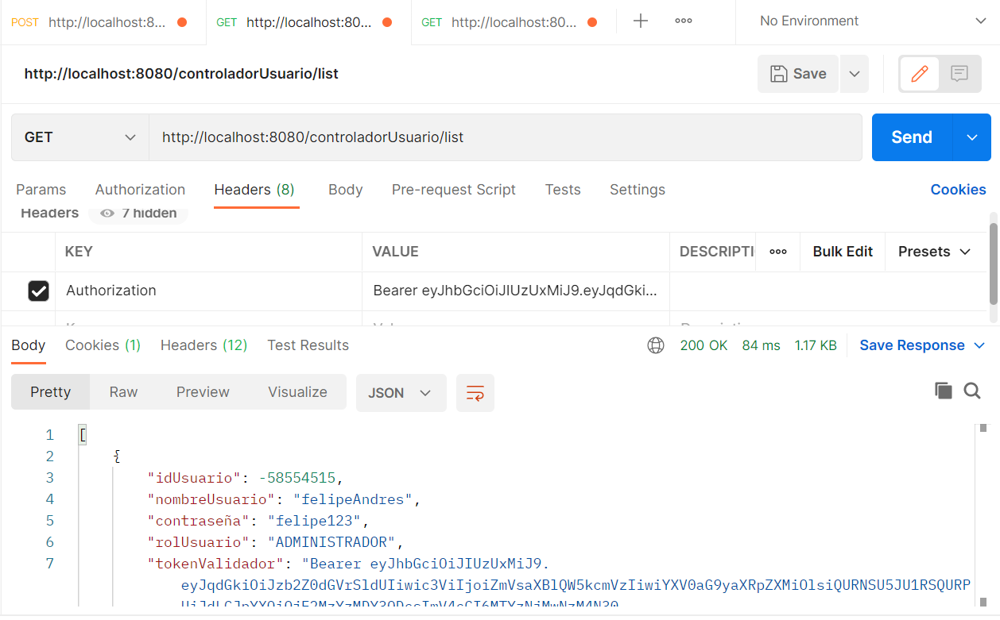 POST http://localhost:8... GET http://localhost:80... GET http://localhost:80... No Environment
http://localhost:8080/controladorUsuario/list Save
GET http://localhost:8080/controladorUsuario/list Send
Params Authorization Headers (8) Body Pre-request Script Tests Settings Cookies
Headers 7 hidden
KEY VALUE DESCRIPTI Bulk Edit Presets
Authorization Bearer eyJhbGciOiJIUzUxMiJ9.eyJqdGki...
Body Cookies (1) Headers (12) Test Results 200 OK 84 ms 1.17 KB Save Response
Pretty Raw Preview Visualize JSON
1 [
2 {
3 "idUsuario": -58554515,
4 "nombreUsuario": "felipeAndres",
5 "contraseña": "felipe123",
6 "rolUsuario": "ADMINISTRADOR",
7 "tokenValidador": "Bearer eyJhbGciOiJIUzUxMiJ9.
eyJqdGkiOiJzb2Z0dGVrSldUIiwic3ViIjoiZmVsaXBlQW5kcmVzIiwiYXV0aG9yaXRpZXMiOlsiQURNSU5JU1RSQURP